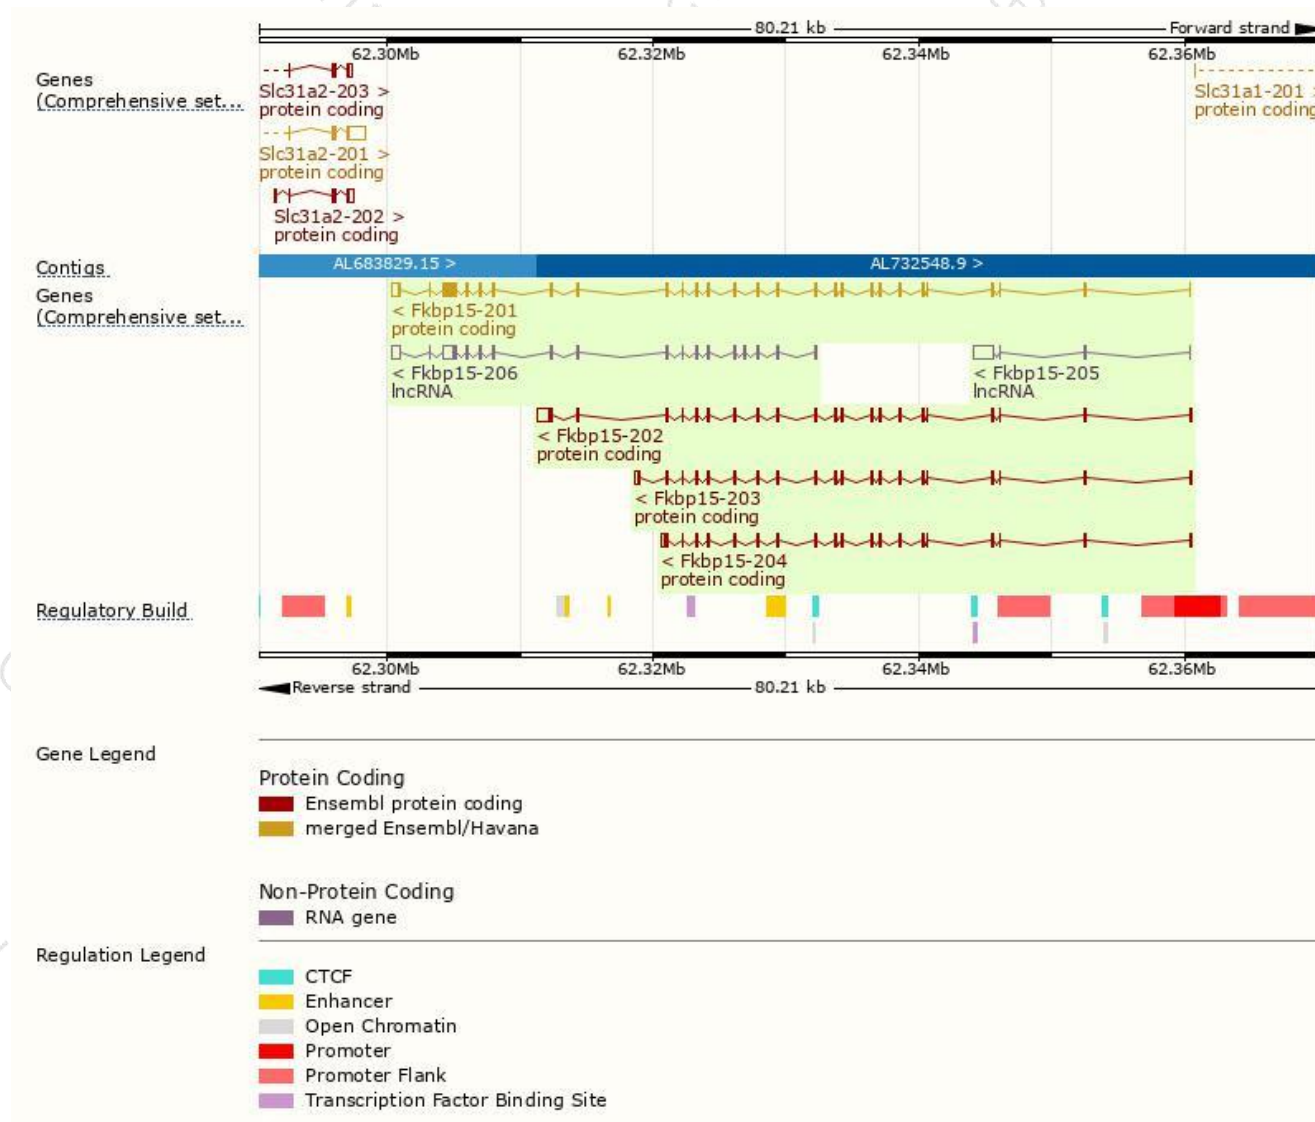 80.21 kb
Forward strand
62.30Mb 62.32Mb 62.34Mb 62.36Mb
Genes
(Comprehensive set...
Slc31a2-203 >
protein coding
Slc31a1-201 >
protein coding
Slc31a2-201 >
protein coding
Slc31a2-202 >
protein coding
Contigs
AL683829.15 >
AL732548.9 >
Genes
(Comprehensive set...
< Fkbp15-201
protein coding
< Fkbp15-206
lncRNA
< Fkbp15-205
lncRNA
< Fkbp15-202
protein coding
< Fkbp15-203
protein coding
< Fkbp15-204
protein coding
Regulatory Build
62.30Mb 62.32Mb 62.34Mb 62.36Mb
Reverse strand
80.21 kb
Gene Legend
Protein Coding
Ensembl protein coding
merged Ensembl/Havana
Non-Protein Coding
RNA gene
Regulation Legend
CTCF
Enhancer
Open Chromatin
Promoter
Promoter Flank
Transcription Factor Binding Site